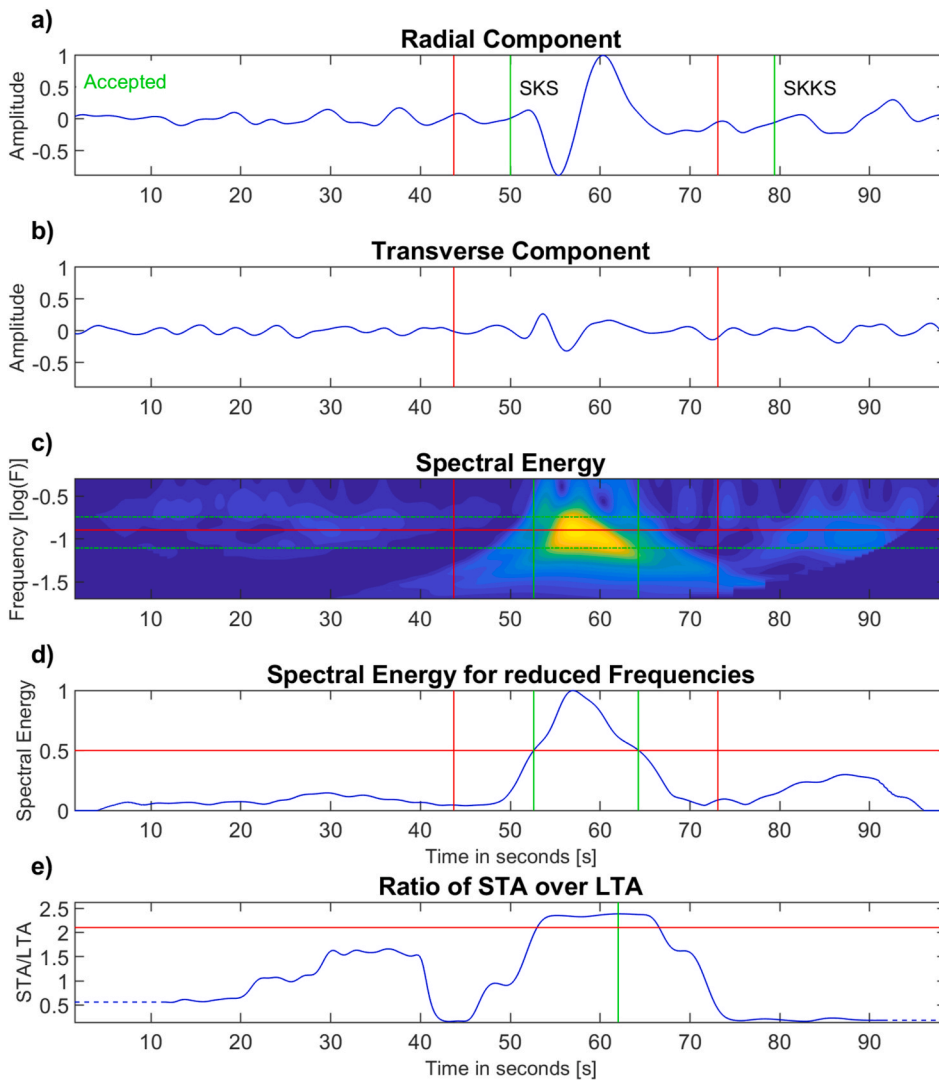 a)
Radial Component
Accepted
SKS
SKKS
Amplitude
1
0.5
0
-0.5
10 20 30 40 50 60 70 80 90
b)
Transverse Component
Amplitude
1
0.5
0
-0.5
10 20 30 40 50 60 70 80 90
c)
Spectral Energy
Frequency [log(F)]
-0.5
-1
-1.5
10 20 30 40 50 60 70 80 90
d)
Spectral Energy for reduced Frequencies
Spectral Energy
1
0.5
0
10 20 30 40 50 60 70 80 90
Time in seconds [s]
e)
Ratio of STA over LTA
STA/LTA
2.5
2
1
0.5
10 20 30 40 50 60 70 80 90
Time in seconds [s]